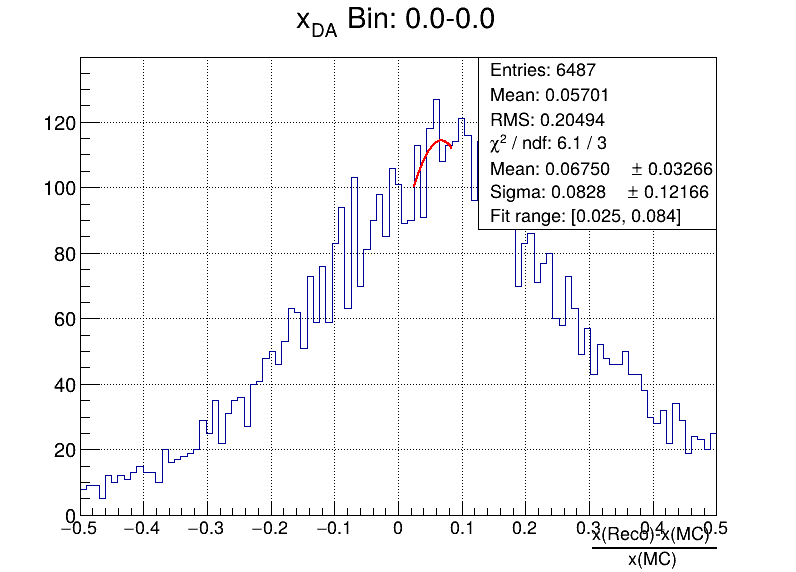 xDA Bin: 0.0-0.0
Entries: 6487
Mean: 0.05701
RMS: 0.20494
χ² / ndf: 6.1 / 3
Mean: 0.06750 ± 0.03266
Sigma: 0.0828 ± 0.12166
Fit range: [0.025, 0.084]
120
100
80
60
40
20
0
−0.5 −0.4 −0.3 −0.2 −0.1 0 0.1 0.2 0.3 0.4 0.5
x(Reco)-x(MC)
x(MC)